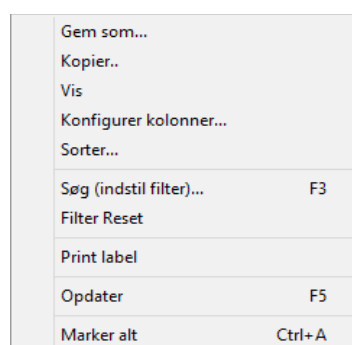 Gem som...
Kopier..
Vis
Konfigurer kolonner...
Sorter...
Søg (indstil filter)... F3
Filter Reset
Print label
Opdater F5
Marker alt Ctrl+A